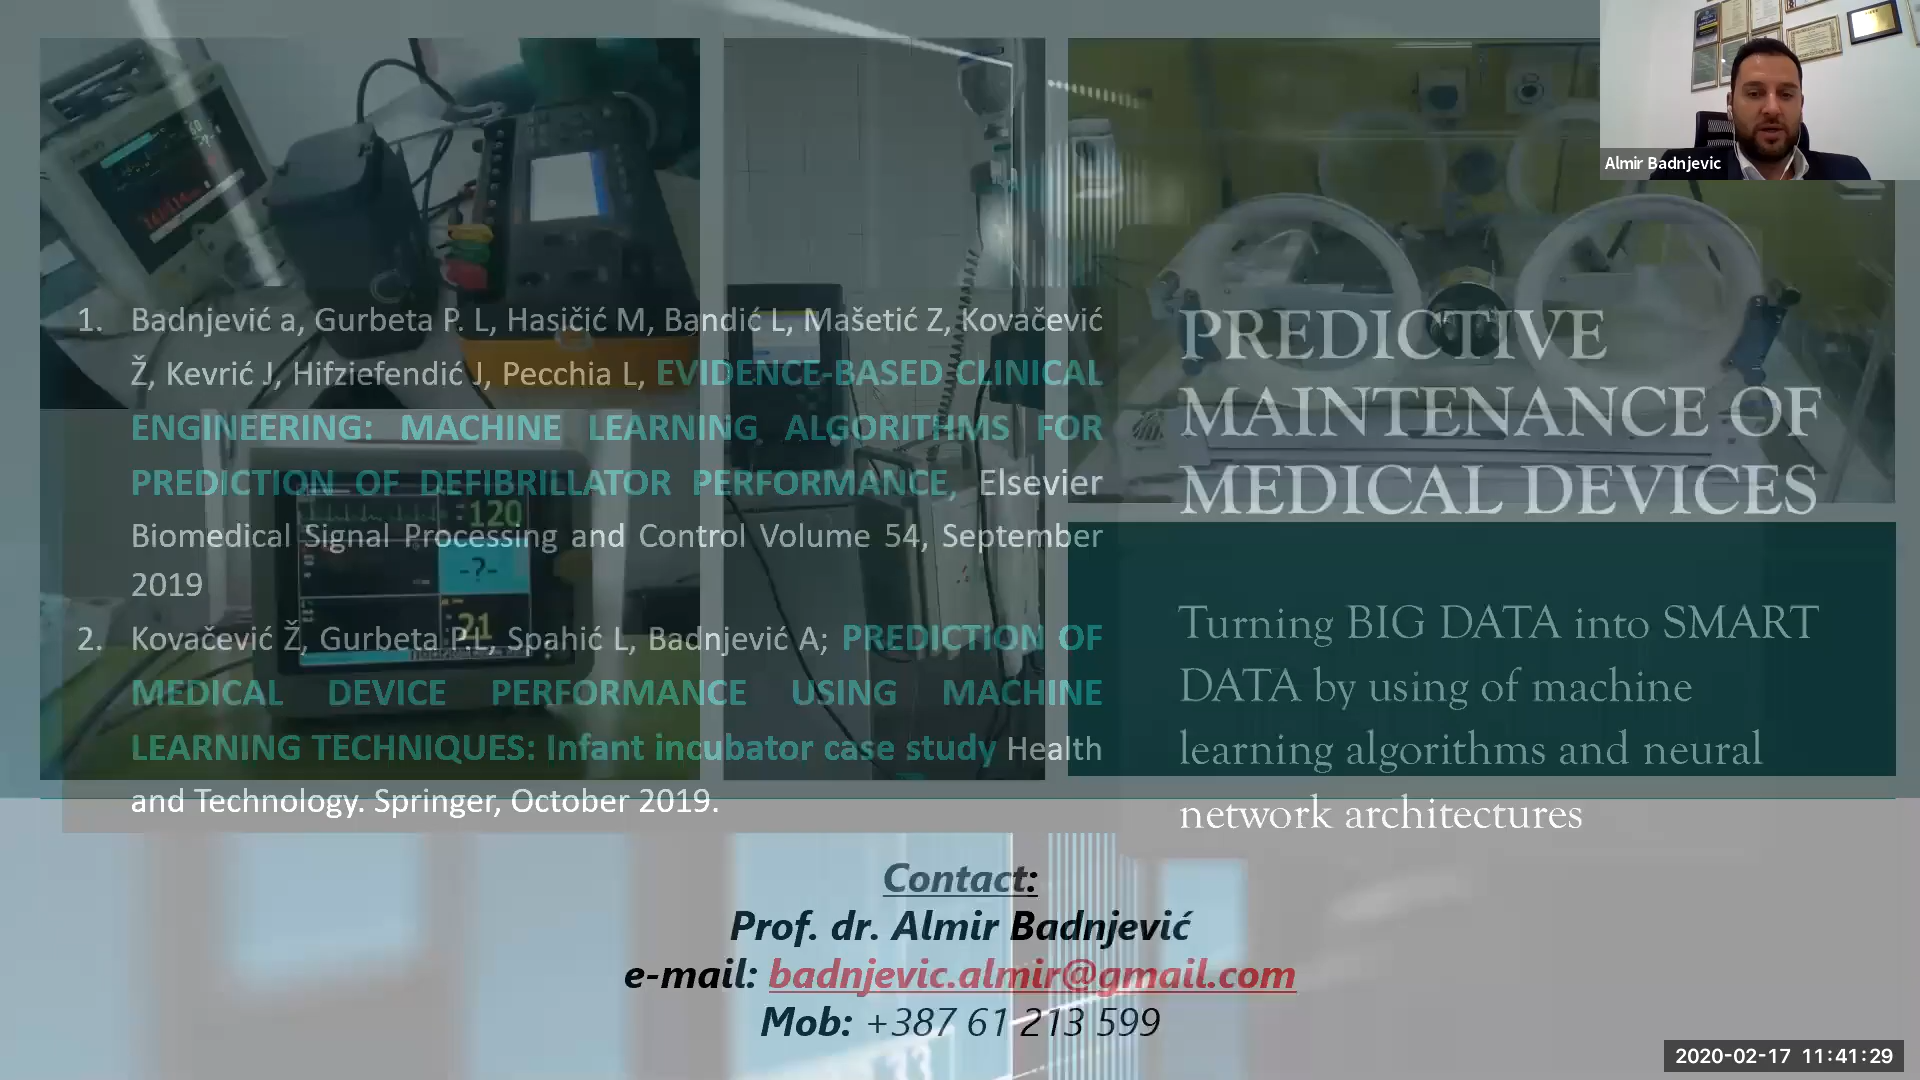 Almir Badnjevic
1. Badnjević a, Gurbeta P. L, Hasičić M, Bandić L, Mašetić Z, Kovačević
Ž, Kevrić J, Hifziefendić J, Pecchia L, EVIDENCE-BASED CLINICAL
ENGINEERING: MACHINE LEARNING ALGORITHMS FOR
PREDICTION OF DEFIBRILLATOR PERFORMANCE, Elsevier
Biomedical Signal Processing and Control Volume 54, September
2019
2. Kovačević Ž, Gurbeta P.L, Spahić L, Badnjević A; PREDICTION OF
MEDICAL DEVICE PERFORMANCE USING MACHINE
LEARNING TECHNIQUES: Infant incubator case study Health
and Technology. Springer, October 2019.
120
-?-
21
PREDICTIVE
MAINTENANCE OF
MEDICAL DEVICES
Turning BIG DATA into SMART
DATA by using of machine
learning algorithms and neural
network architectures
Contact:
Prof. dr. Almir Badnjević
e-mail: badnjevic.almir@gmail.com
Mob: +387 61 213 599
2020-02-17 11:41:29